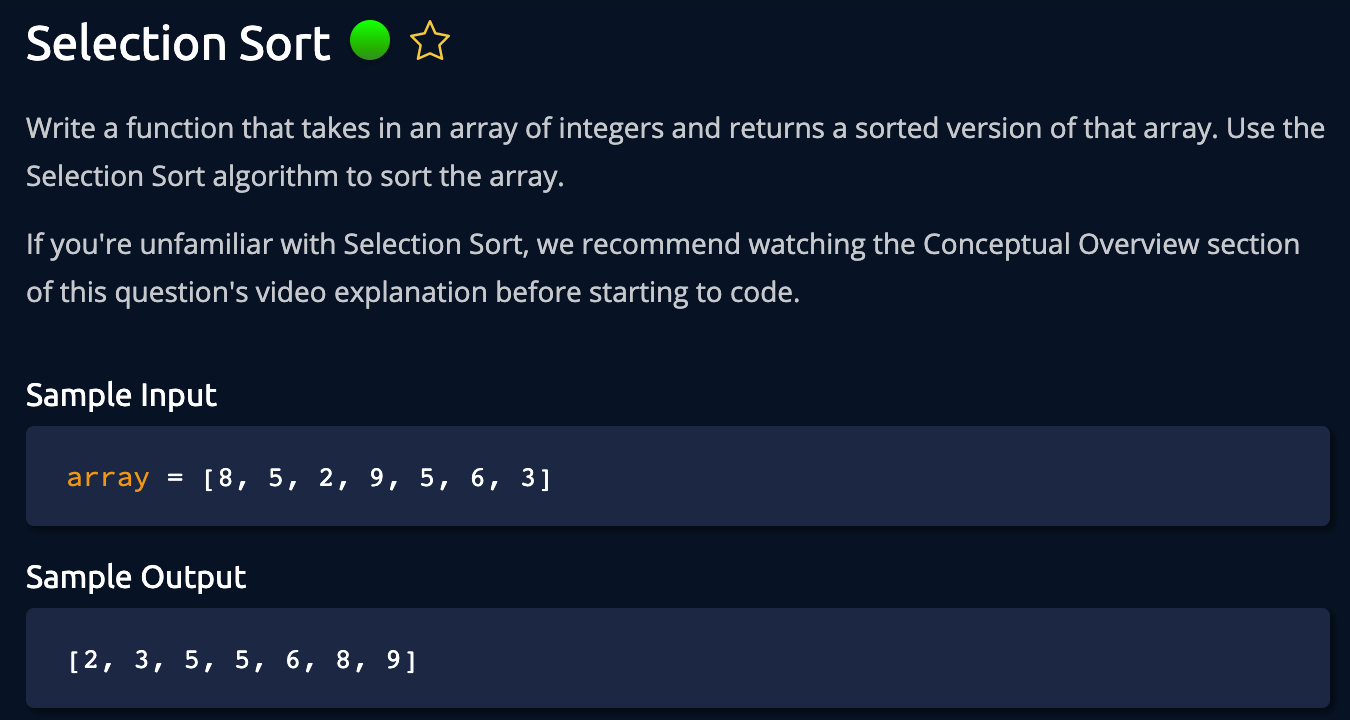 Selection Sort
Write a function that takes in an array of integers and returns a sorted version of that array. Use the
Selection Sort algorithm to sort the array.
If you're unfamiliar with Selection Sort, we recommend watching the Conceptual Overview section
of this question's video explanation before starting to code.
Sample Input
array = [8, 5, 2, 9, 5, 6, 3]
Sample Output
[2, 3, 5, 5, 6, 8, 9]